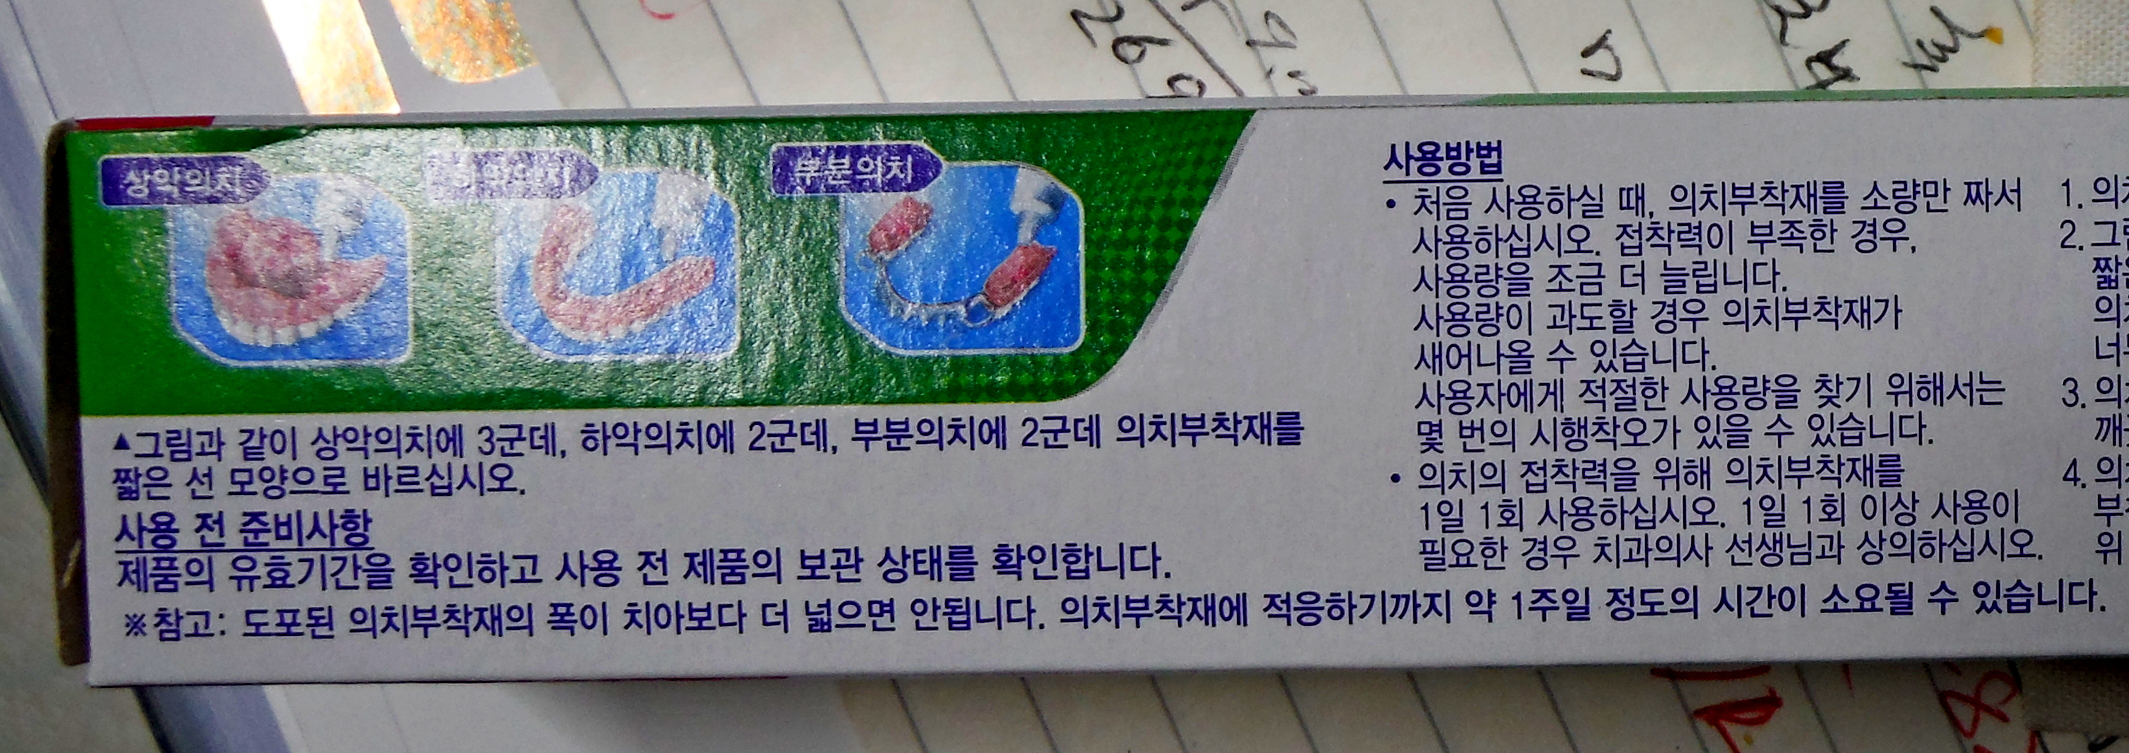 상악의치
하악의치
부분의치
▲그림과 같이 상악의치에 3군데, 하악의치에 2군데, 부분의치에 2군데 의치부착재를
짧은 선 모양으로 바르십시오.
사용 전 준비사항
제품의 유효기간을 확인하고 사용 전 제품의 보관 상태를 확인합니다.
※참고: 도포된 의치부착재의 폭이 치아보다 더 넓으면 안됩니다. 의치부착재에 적응하기까지 약 1주일 정도의 시간이 소요될 수 있습니다.
사용방법
• 처음 사용하실 때, 의치부착재를 소량만 짜서
사용하십시오. 접착력이 부족한 경우,
사용량을 조금 더 늘립니다.
사용량이 과도할 경우 의치부착재가
새어나올 수 있습니다.
사용자에게 적절한 사용량을 찾기 위해서는
몇 번의 시행착오가 있을 수 있습니다.
• 의치의 접착력을 위해 의치부착재를
1일 1회 사용하십시오. 1일 1회 이상 사용이
필요한 경우 치과의사 선생님과 상의하십시오.
1.
2.
3.
4.
위
269